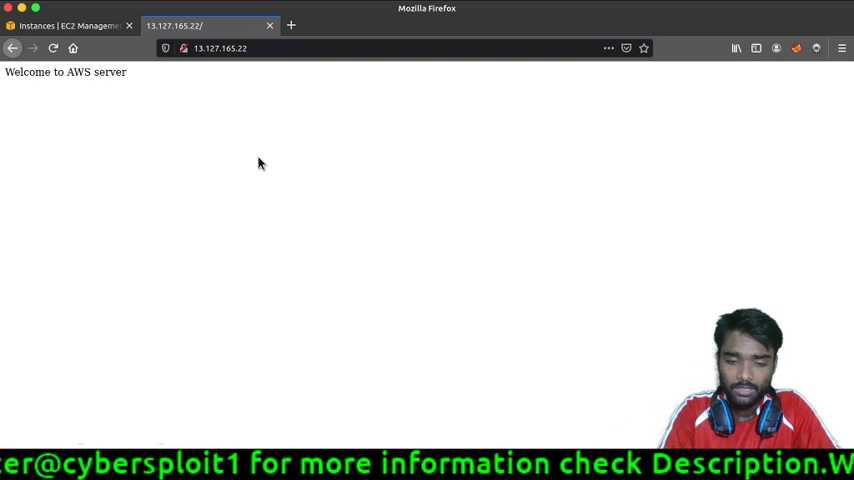 Mozilla Firefox
Instances | EC2 Manageme
13.127.165.22/
13.127.165.22
Welcome to AWS server
ter@cybersploit1 for more information check Description.W